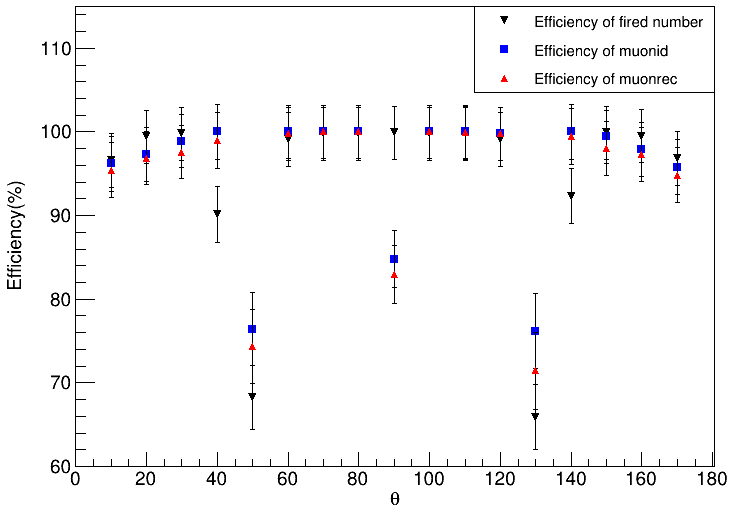 Efficiency of fired number
Efficiency of muonid
Efficiency of muonrec
Efficiency(%)
110
100
90
80
70
60
0 20 40 60 80 100 120 140 160 180
θ